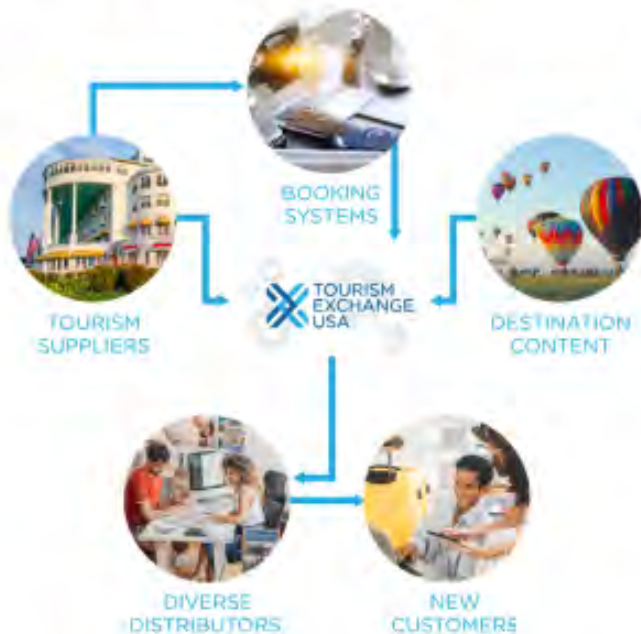 BOOKING
SYSTEMS
TOURISM
SUPPLIERS
TOURISM
EXCHANGE
USA
DESTINATION
CONTENT
DIVERSE
DISTRIBUTORS
NEW
CUSTOMERS